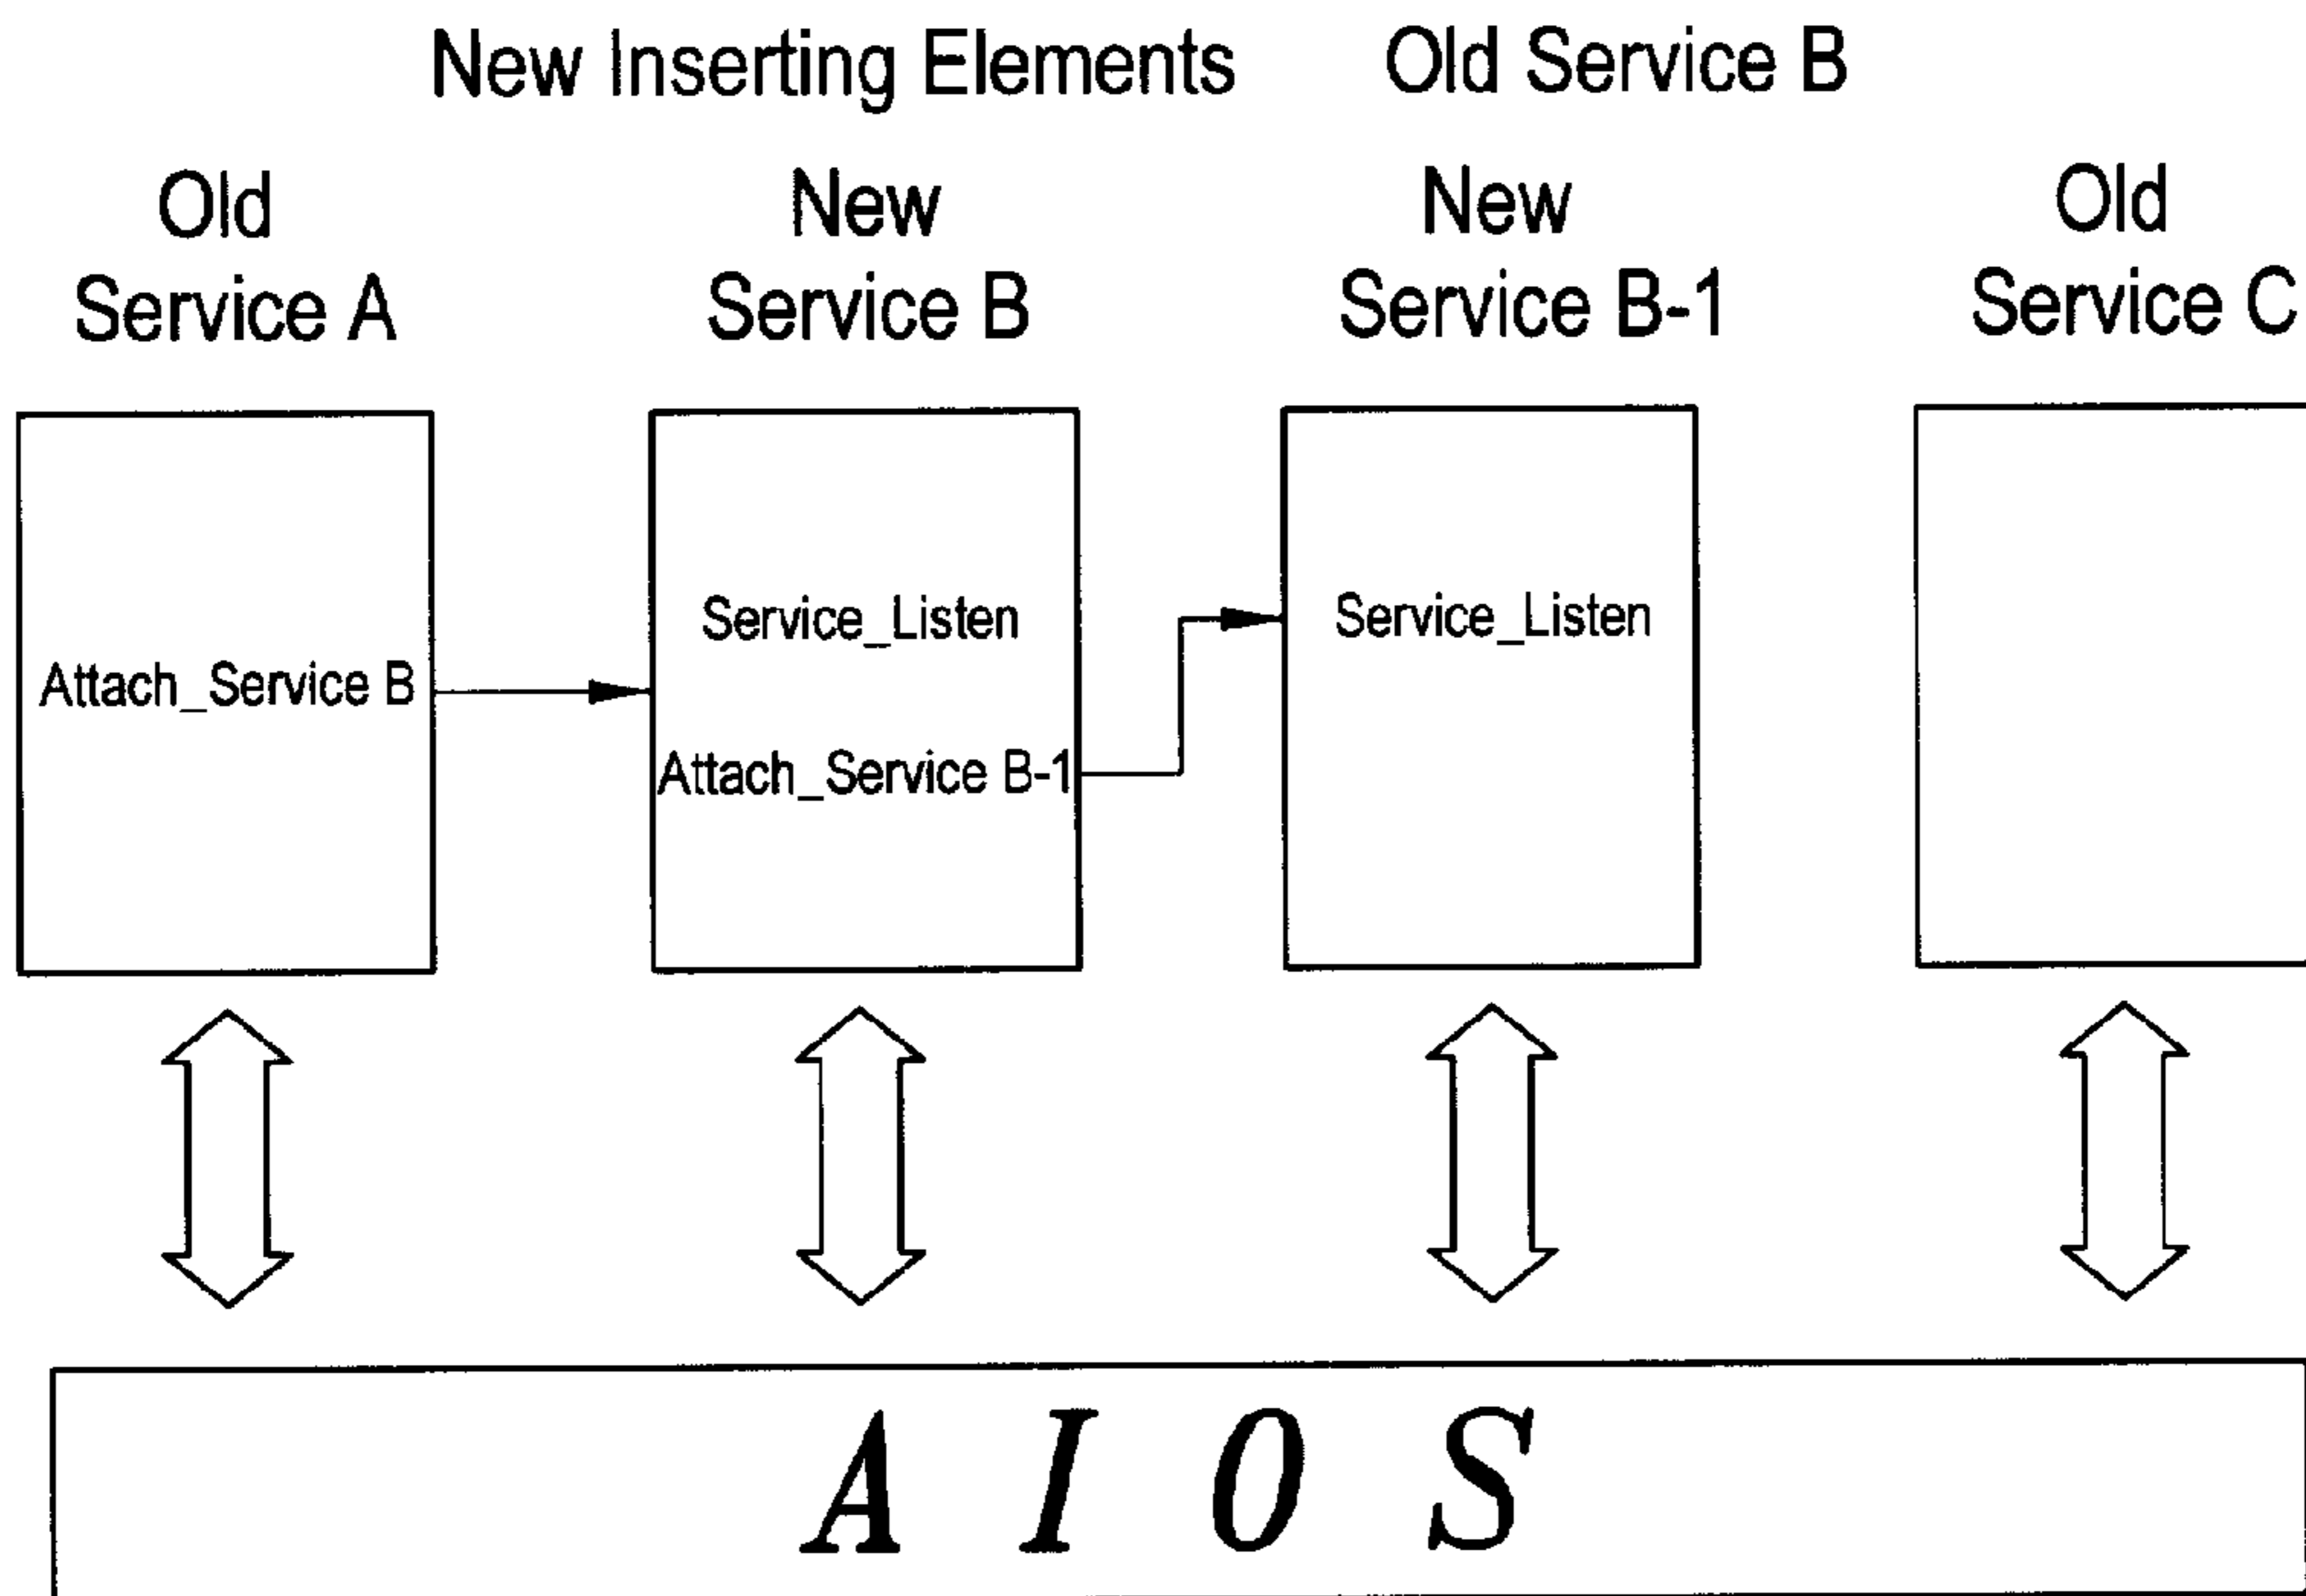 New Inserting Elements
Old Service B
Old
Service A
New
Service B
New
Service B-1
Old
Service C
Attach_Service B
Service_Listen
Attach_Service B-1
Service_Listen
A I O S